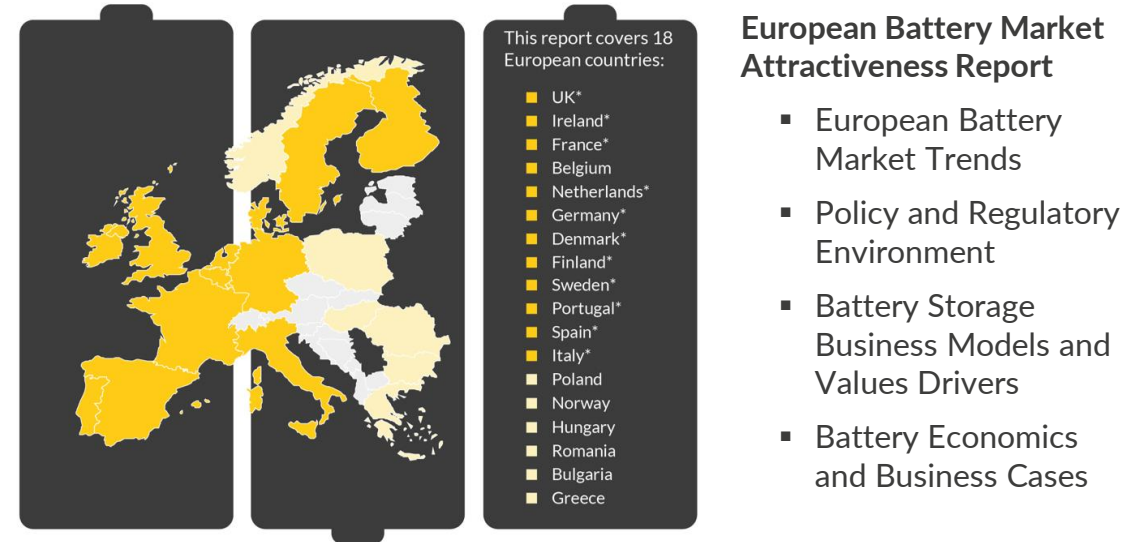 This report covers 18
European countries:
UK*
Ireland*
France*
Belgium
Netherlands*
Germany*
Denmark*
Finland*
Sweden*
Portugal*
Spain*
Italy*
Poland
Norway
Hungary
Romania
Bulgaria
Greece
European Battery Market
Attractiveness Report
European Battery
Market Trends
Policy and Regulatory
Environment
Battery Storage
Business Models and
Values Drivers
Battery Economics
and Business Cases